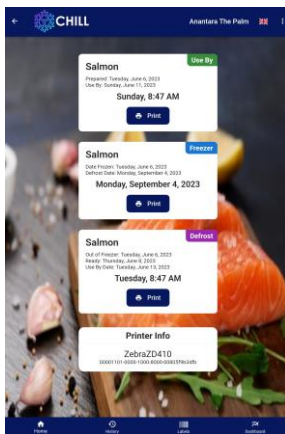 CHILL
Anantara The Palm
Use By
Salmon
Prepared: Tuesday, June 6, 2023
Use By: Sunday, June 11, 2023
Sunday, 8:47 AM
Print
Freezer
Salmon
Date Frozen: Tuesday, June 6, 2023
Defrost Date: Monday, September 4, 2023
Monday, September 4, 2023
Print
Defrost
Salmon
Out of Freezer: Tuesday, June 6, 2023
Ready: Thursday, June 8, 2023
Use By Date: Tuesday, June 13, 2023
Tuesday, 8:47 AM
Print
Printer Info
ZebraZD410
Home
History
Labels
Dashboard